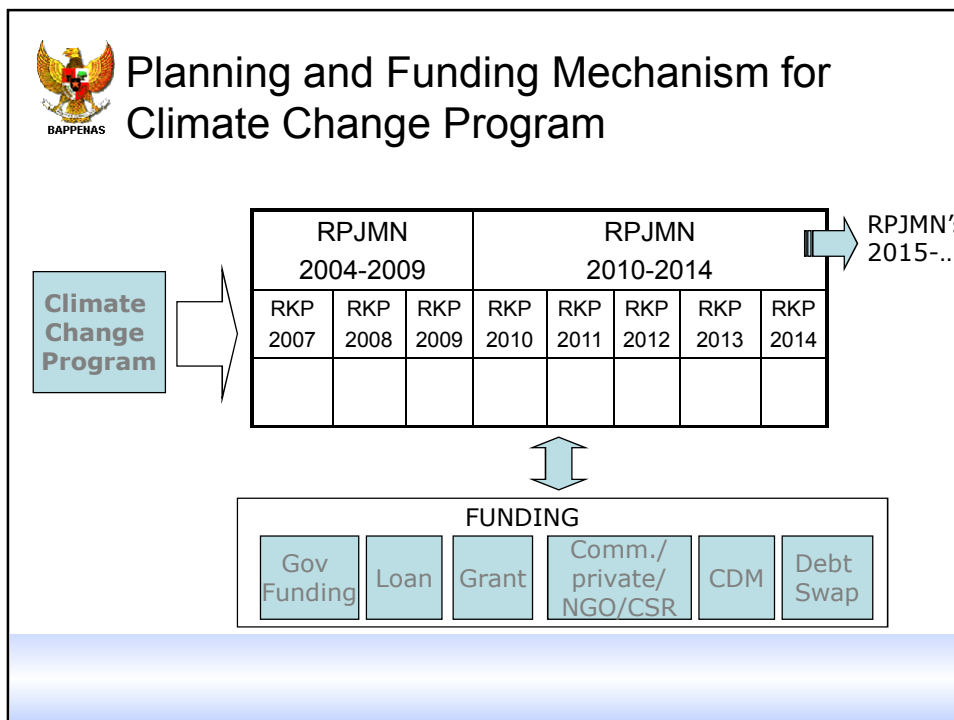 Planning and Funding Mechanism for
Climate Change Program
BAPPENAS
RPJMN
2004-2009
RPJMN
2010-2014
RPJMN's
2015-..
Climate
Change
Program
RKP
2007
RKP
2008
RKP
2009
RKP
2010
RKP
2011
RKP
2012
RKP
2013
RKP
2014
FUNDING
Gov
Funding
Loan
Grant
Comm./
private/
NGO/CSR
CDM
Debt
Swap